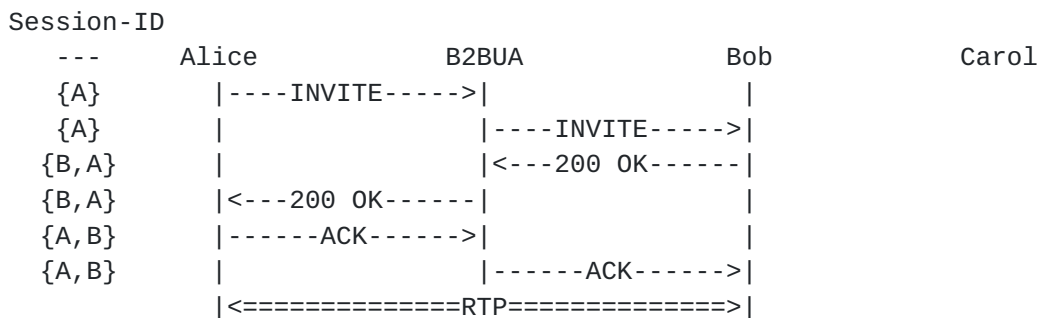 Session-ID
   ---     Alice            B2BUA             Bob            Carol
   {A}       |----INVITE----->|                |
   {A}       |                |----INVITE----->|
  {B,A}      |                |<---200 OK------|
  {B,A}      |<---200 OK------|                |
  {A,B}      |------ACK------>|                |
  {A,B}      |                |------ACK------>|
             |<==============RTP==============>|